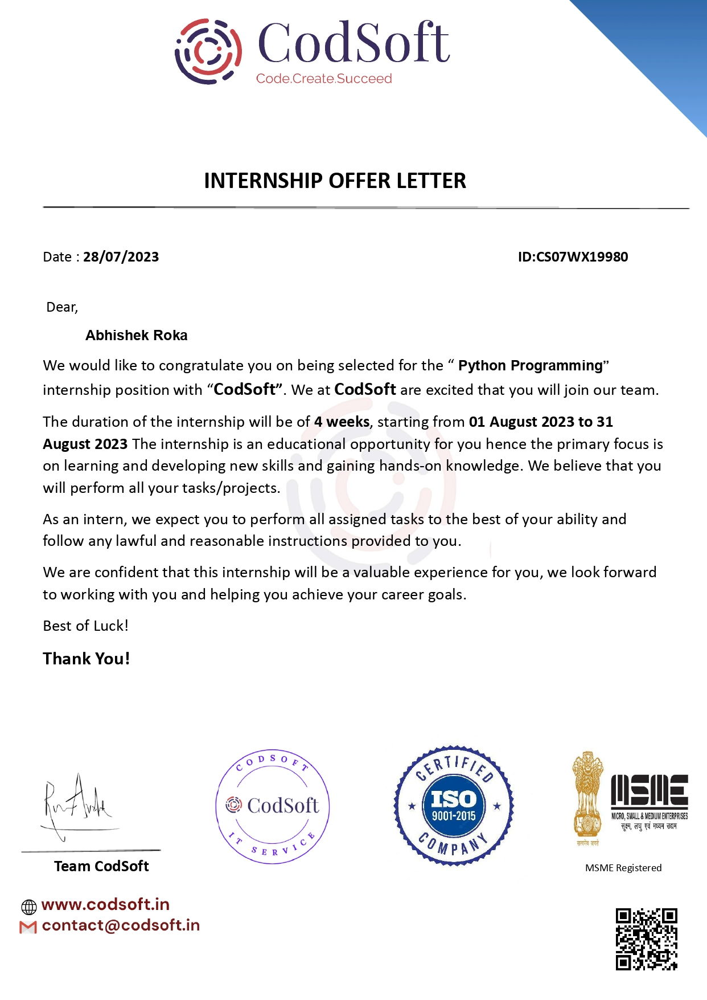 CodSoft
Code.Create.Succeed
INTERNSHIP OFFER LETTER
Date : 28/07/2023 ID:CS07WX19980
Dear,
Abhishek Roka
We would like to congratulate you on being selected for the “ Python Programming”
internship position with “CodSoft”. We at CodSoft are excited that you will join our team.
The duration of the internship will be of 4 weeks, starting from 01 August 2023 to 31
August 2023 The internship is an educational opportunity for you hence the primary focus is
on learning and developing new skills and gaining hands-on knowledge. We believe that you
will perform all your tasks/projects.
As an intern, we expect you to perform all assigned tasks to the best of your ability and
follow any lawful and reasonable instructions provided to you.
We are confident that this internship will be a valuable experience for you, we look forward
to working with you and helping you achieve your career goals.
Best of Luck!
Thank You!
CODSOFT
CodSoft
IT SERVICE
CERTIFIED
ISO
9001-2015
COMPANY
सत्यमेव जयते
MSME
MICRO, SMALL & MEDIUM ENTERPRISES
सूक्ष्म, लघु एवं मध्यम उद्यम
Team CodSoft
MSME Registered
www.codsoft.in
contact@codsoft.in